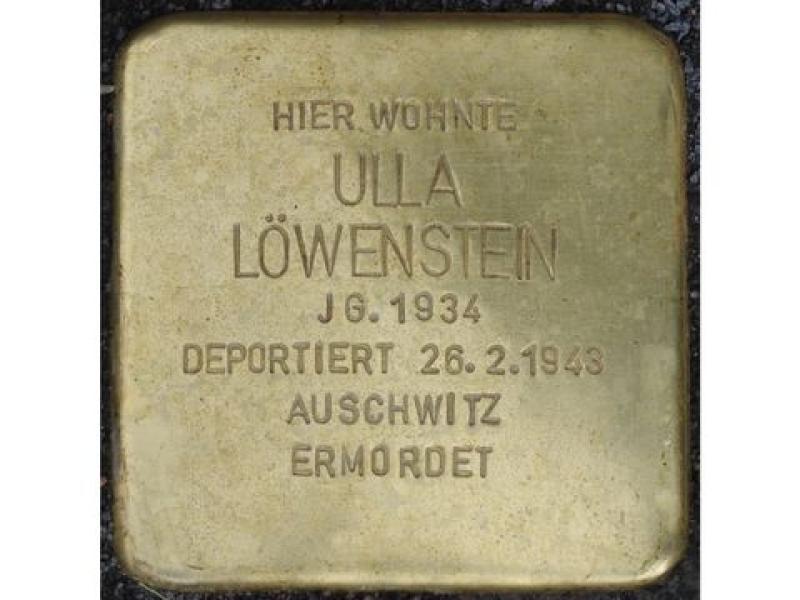 HIER WOHNTE
ULLA
LÖWENSTEIN
JG. 1934
DEPORTIERT 26.2.1943
AUSCHWITZ
ERMORDET